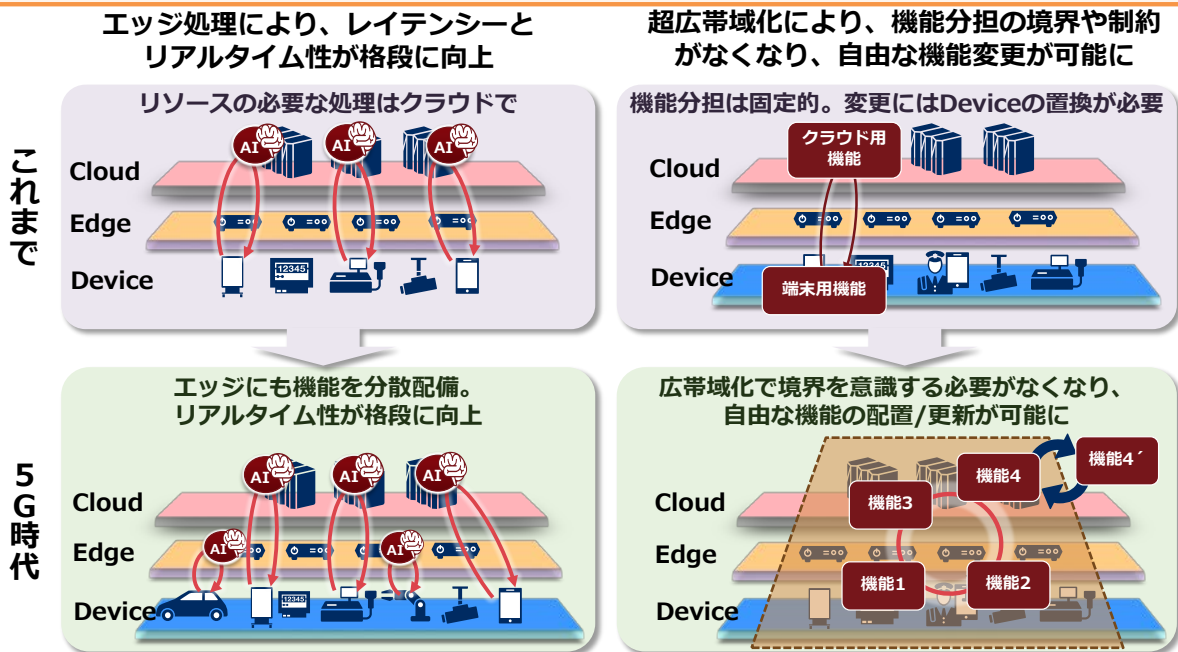 エッジ処理により、レイテンシーと
リアルタイム性が格段に向上
超広帯域化により、機能分担の境界や制約
がなくなり、自由な機能変更が可能に
これまで
リソースの必要な処理はクラウドで
AI
AI
AI
Cloud
Edge
12345
Device
機能分担は固定的。変更にはDeviceの置換が必要
クラウド用
機能
Cloud
Edge
12345
Device
端末用機能
5G時代
エッジにも機能を分散配備。
リアルタイム性が格段に向上
AI
AI
AI
Cloud
AI
AI
Edge
12345
Device
広帯域化で境界を意識する必要がなくなり、
自由な機能の配置/更新が可能に
機能4
機能4´
機能3
Cloud
Edge
機能1
機能2
Device